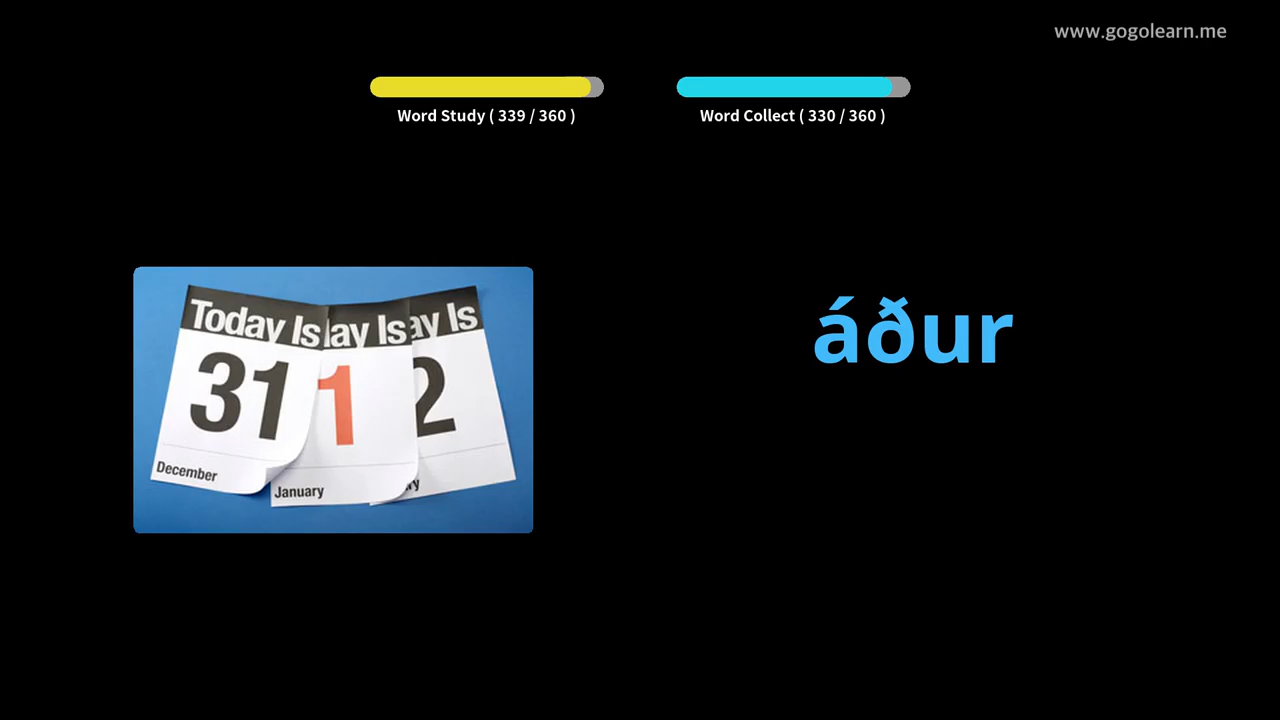 www.gogolearn.me
Word Study ( 339 / 360 )
Word Collect ( 330 / 360 )
Today Is
ay Is
ay Is
31
1
2
December
January
ry
áður